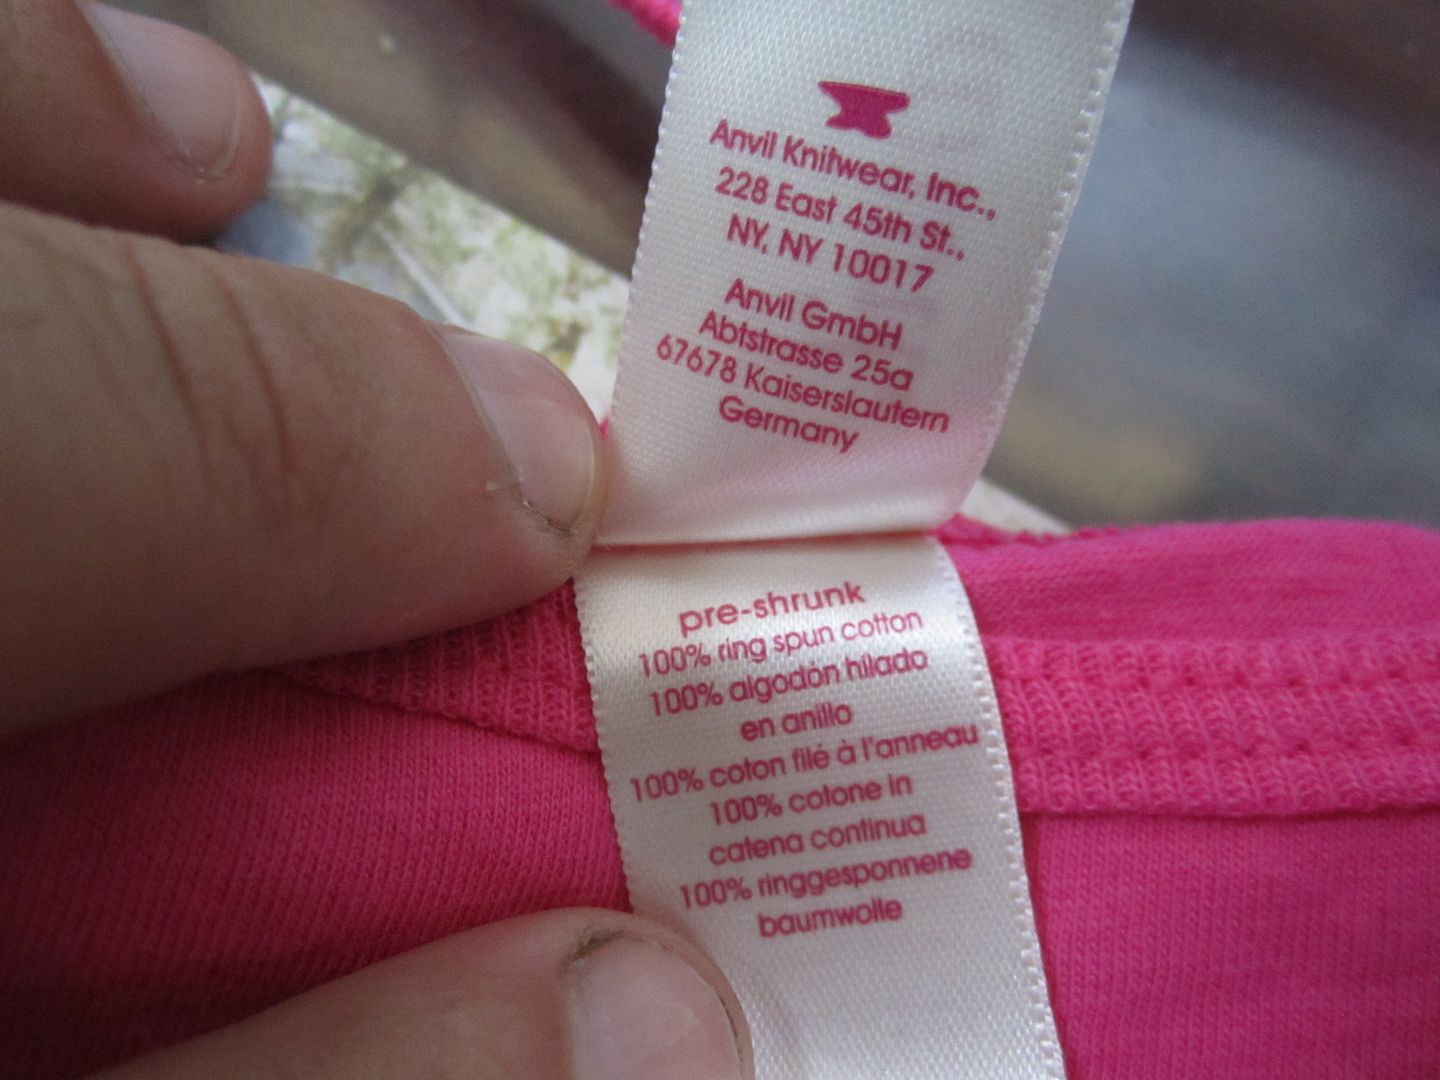 Anvil Knitwear, Inc.,
228 East 45th St.,
NY, NY 10017
Anvil GmbH
Abtstrasse 25a
67678 Kaiserslautern
Germany
pre-shrunk
100% ring spun cotton
100% algodón hilado
en anillo
100% coton filé à l'anneau
100% cotone in
catena continua
100% ringgesponnene
baumwolle